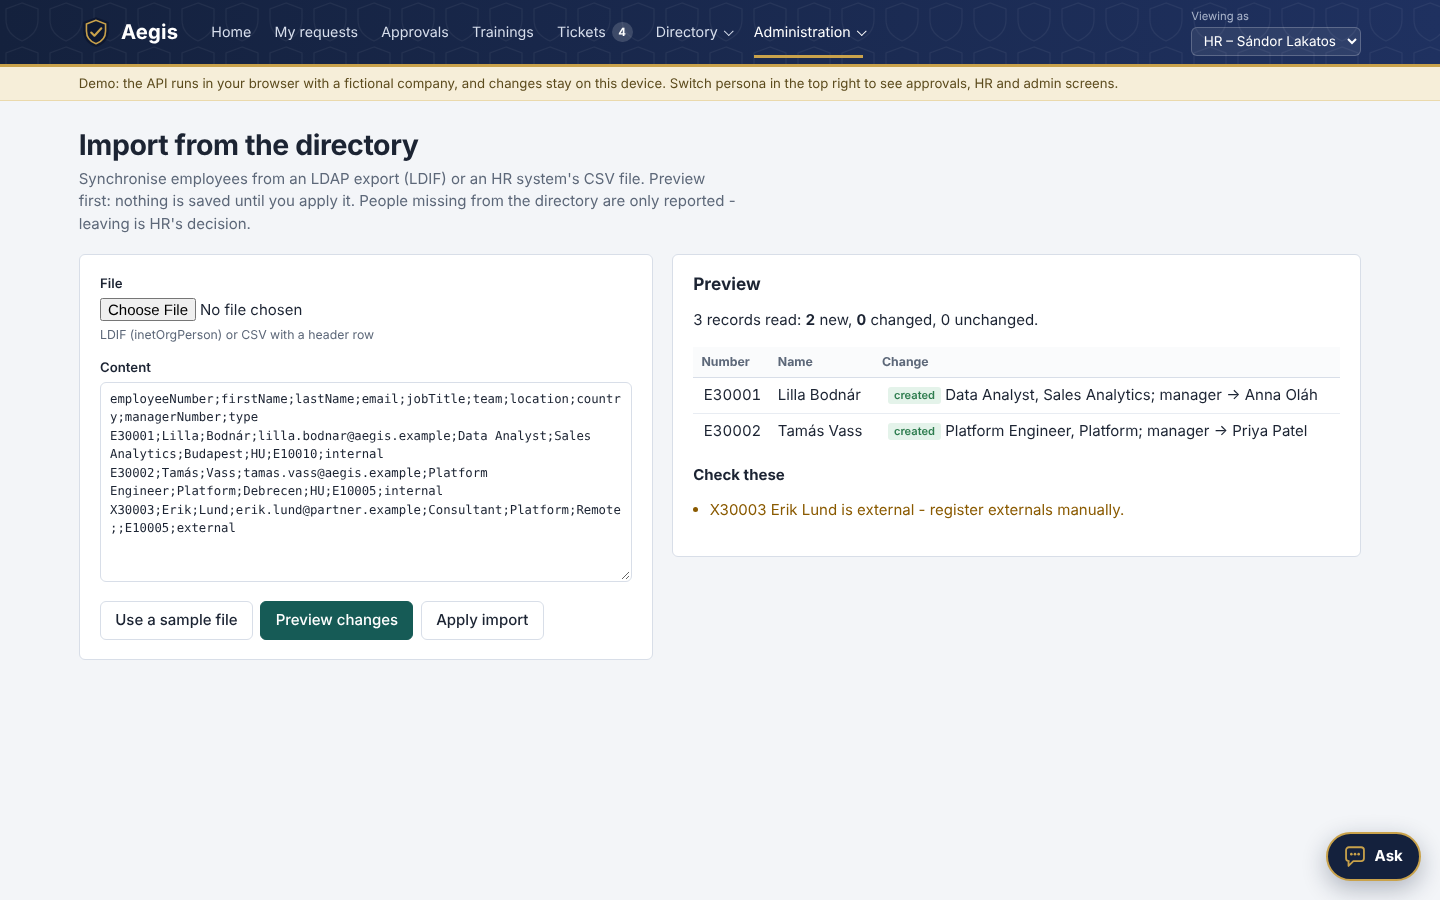 Aegis
Home
My requests
Approvals
Trainings
Tickets 4
Directory
Administration
Viewing as
HR – Sándor Lakatos
Demo: the API runs in your browser with a fictional company, and changes stay on this device. Switch persona in the top right to see approvals, HR and admin screens.
Import from the directory
Synchronise employees from an LDAP export (LDIF) or an HR system's CSV file. Preview
first: nothing is saved until you apply it. People missing from the directory are only reported -
leaving is HR's decision.
File
Choose File No file chosen
LDIF (inetOrgPerson) or CSV with a header row
Content
employeeNumber;firstName;lastName;email;jobTitle;team;location;countr
y;managerNumber;type
E30001;Lilla;Bodnár;lilla.bodnar@aegis.example;Data Analyst;Sales
Analytics;Budapest;HU;E10010;internal
E30002;Tamás;Vass;tamas.vass@aegis.example;Platform
Engineer;Platform;Debrecen;HU;E10005;internal
X30003;Erik;Lund;erik.lund@partner.example;Consultant;Platform;Remote
;;E10005;external
Use a sample file
Preview changes
Apply import
Preview
3 records read: 2 new, 0 changed, 0 unchanged.
Number Name Change
E30001 Lilla Bodnár created Data Analyst, Sales Analytics; manager → Anna Oláh
E30002 Tamás Vass created Platform Engineer, Platform; manager → Priya Patel
Check these
• X30003 Erik Lund is external - register externals manually.
Ask